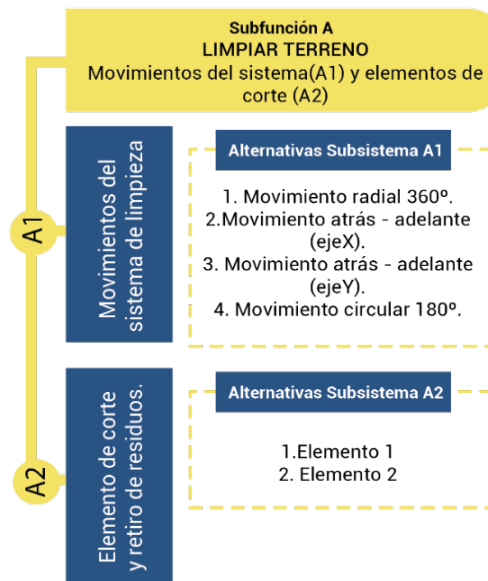 Subfunción A
LIMPIAR TERRENO
Movimientos del sistema(A1) y elementos de
corte (A2)
A1
Movimientos del
sistema de limpieza
Alternativas Subsistema A1
1. Movimiento radial 360º.
2.Movimiento atrás - adelante
(ejeX).
3. Movimiento atrás - adelante
(ejeY).
4. Movimiento circular 180º.
A2
Elemento de corte
y retiro de residuos.
Alternativas Subsistema A2
1.Elemento 1
2. Elemento 2